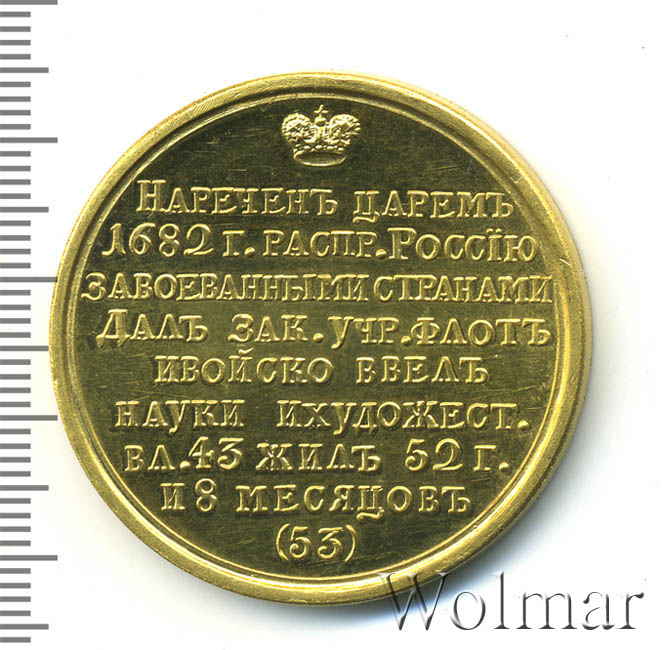 НАРЕЧЕНЪ ЦАРЕМЪ
1682 Г. РАСПР. РОССЇЮ
ЗАВОЕВАННЫМИ СТРАНАМИ
ДАЛЪ ЗАК. УЧР. ФЛОТЪ
ИВОЙСКО ВВЕЛЪ
НАУКИ ИХУДОЖЕСТ.
ВЛ. 43 ЖИЛЪ 52 Г.
И 8 МЕСЯЦОВЪ
(53)
Wolmar